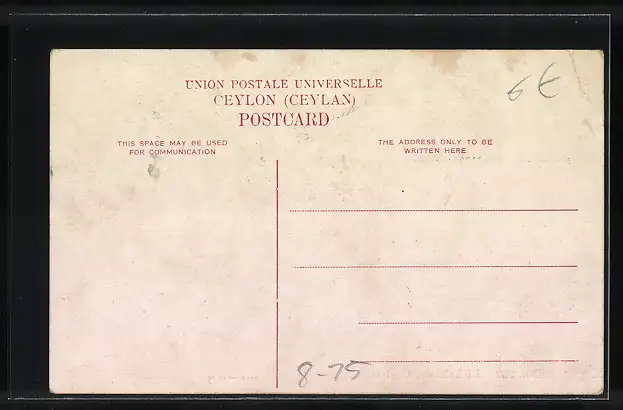 UNION POSTALE UNIVERSELLE
CEYLON (CEYLAN)
POSTCARD
6€
THIS SPACE MAY BE USED
FOR COMMUNICATION
THE ADDRESS ONLY TO BE
WRITTEN HERE
8-75